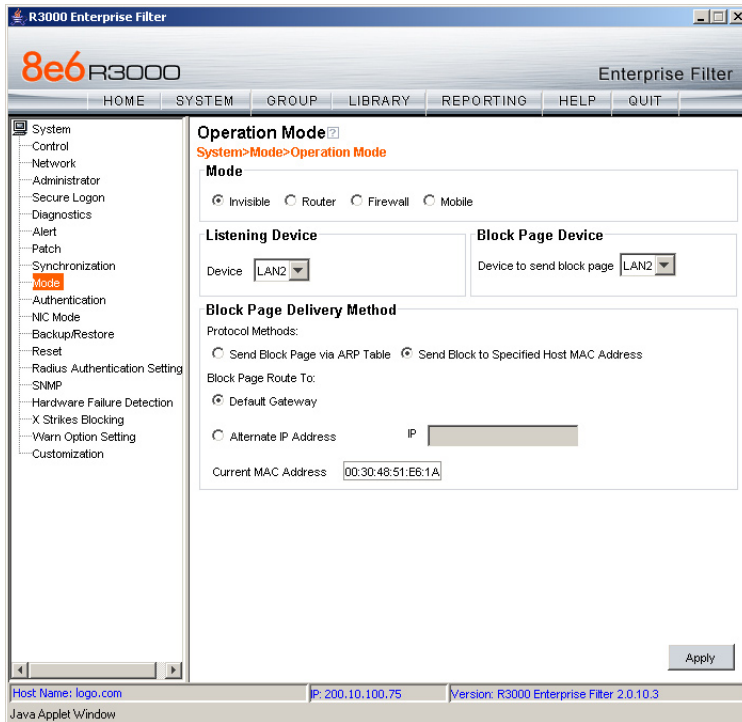 R3000 Enterprise Filter
8e6 R3000
Enterprise Filter
HOME SYSTEM GROUP LIBRARY REPORTING HELP QUIT
System
Control
Network
Administrator
Secure Logon
Diagnostics
Alert
Patch
Synchronization
Mode
Authentication
NIC Mode
Backup/Restore
Reset
Radius Authentication Setting
SNMP
Hardware Failure Detection
X Strikes Blocking
Warn Option Setting
Customization
Operation Mode ?
System>Mode>Operation Mode
Mode
Invisible Router Firewall Mobile
Listening Device
Device LAN2
Block Page Device
Device to send block page LAN2
Block Page Delivery Method
Protocol Methods:
Send Block Page via ARP Table Send Block to Specified Host MAC Address
Block Page Route To:
Default Gateway
Alternate IP Address IP
Current MAC Address 00:30:48:51:E6:1A
Apply
Host Name: logo.com IP: 200.10.100.75 Version: R3000 Enterprise Filter 2.0.10.3
Java Applet Window